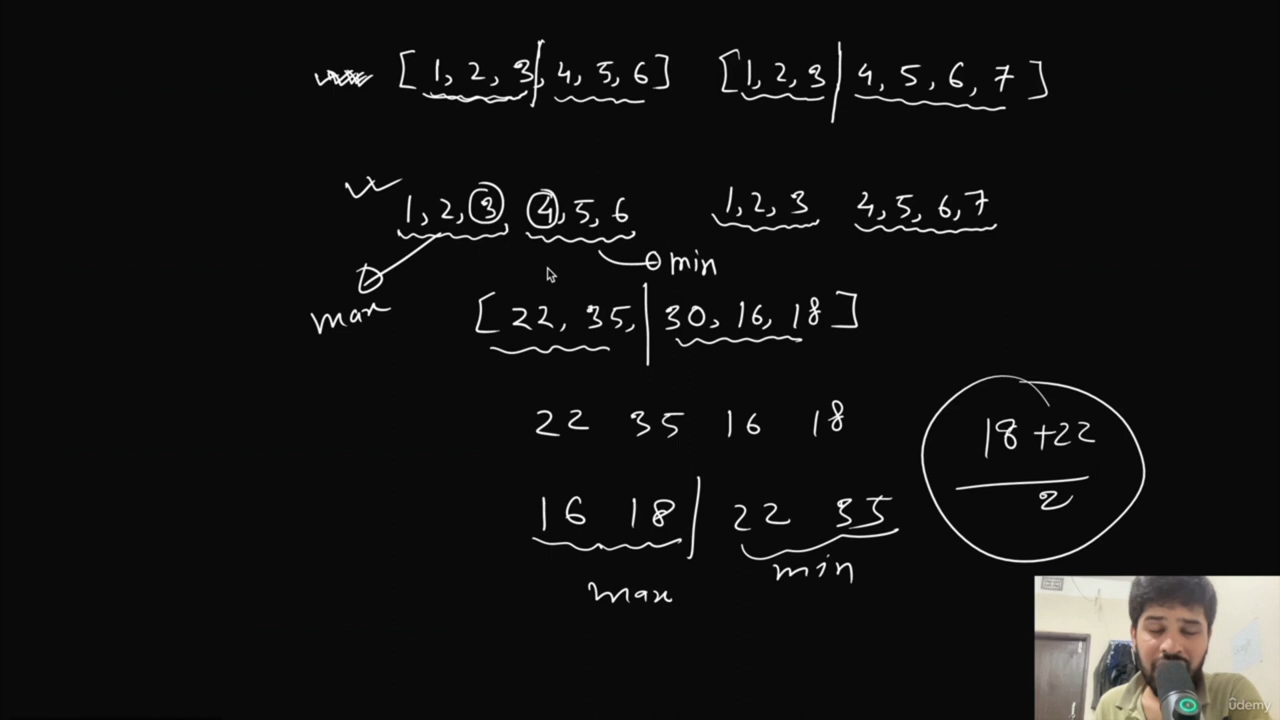 [1, 2, 3, | 4, 5, 6] [1, 2, 3 | 4, 5, 6, 7]
1, 2, 3 4, 5, 6 1, 2, 3 4, 5, 6, 7
min
max
[22, 35, | 30, 16, 18]
22 35 16 18
18 + 22
2
16 18 | 22 35
min
max
ûdemy